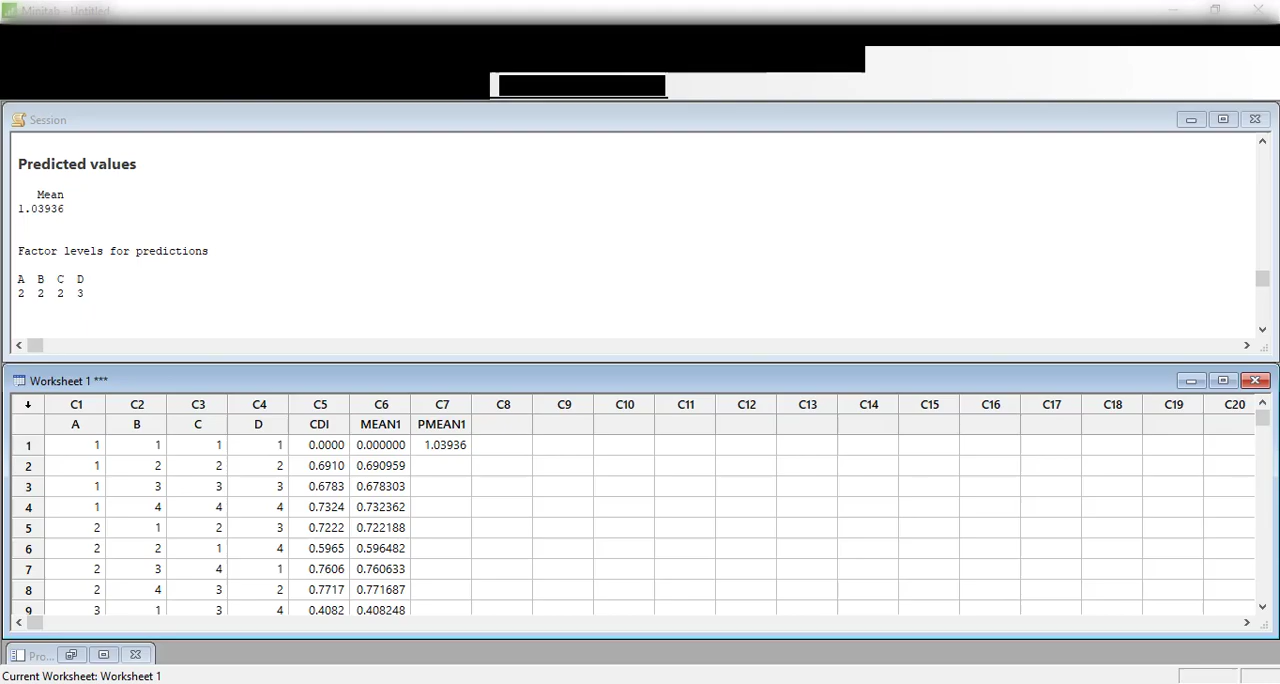 Minitab - Untitled
Session
Predicted values
Mean
1.03936
Factor levels for predictions
A B C D
2 2 2 3
Worksheet 1 ***
↓ C1 C2 C3 C4 C5 C6 C7 C8 C9 C10 C11 C12 C13 C14 C15 C16 C17 C18 C19 C20
A B C D CDI MEAN1 PMEAN1
1 1 1 1 1 0.0000 0.000000 1.03936
2 1 2 2 2 0.6910 0.690959
3 1 3 3 3 0.6783 0.678303
4 1 4 4 4 0.7324 0.732362
5 2 1 2 3 0.7222 0.722188
6 2 2 1 4 0.5965 0.596482
7 2 3 4 1 0.7606 0.760633
8 2 4 3 2 0.7717 0.771687
9 3 1 3 4 0.4082 0.408248
Pro...
Current Worksheet: Worksheet 1